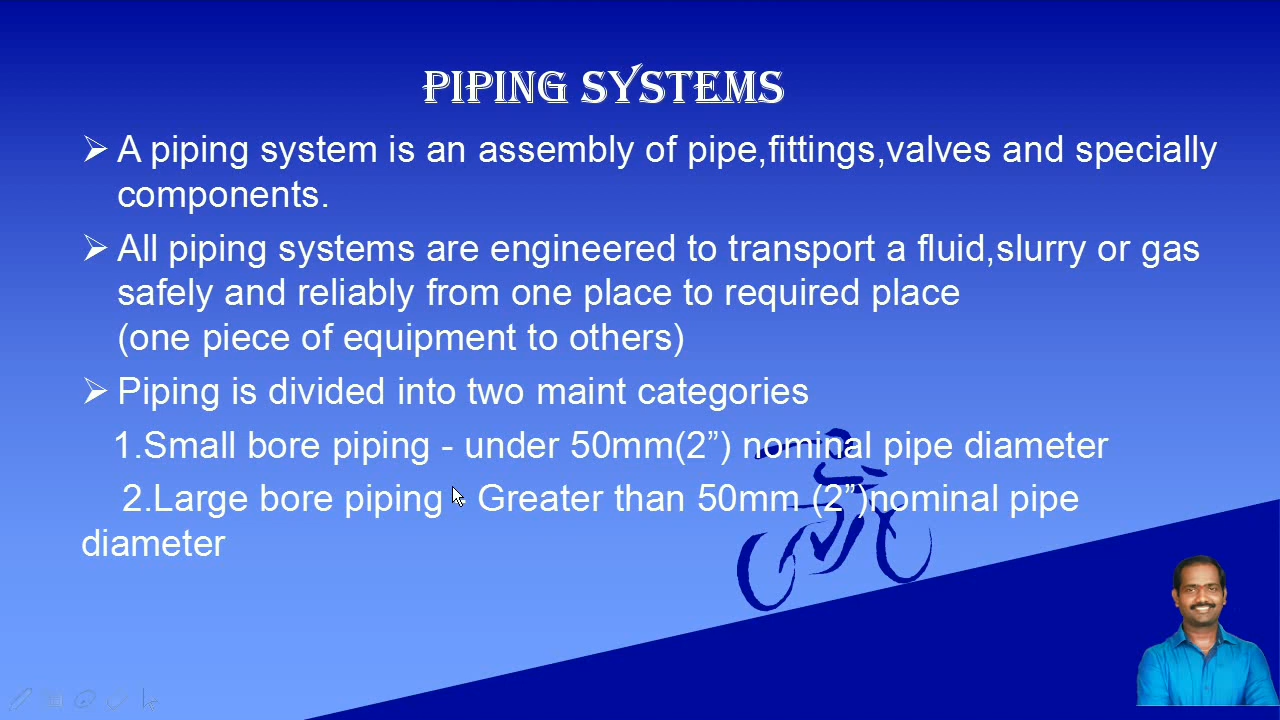 PIPING SYSTEMS
A piping system is an assembly of pipe,fittings,valves and specially
components.
All piping systems are engineered to transport a fluid,slurry or gas
safely and reliably from one place to required place
(one piece of equipment to others)
Piping is divided into two maint categories
1.Small bore piping - under 50mm(2”) nominal pipe diameter
2.Large bore piping - Greater than 50mm (2”)nominal pipe
diameter